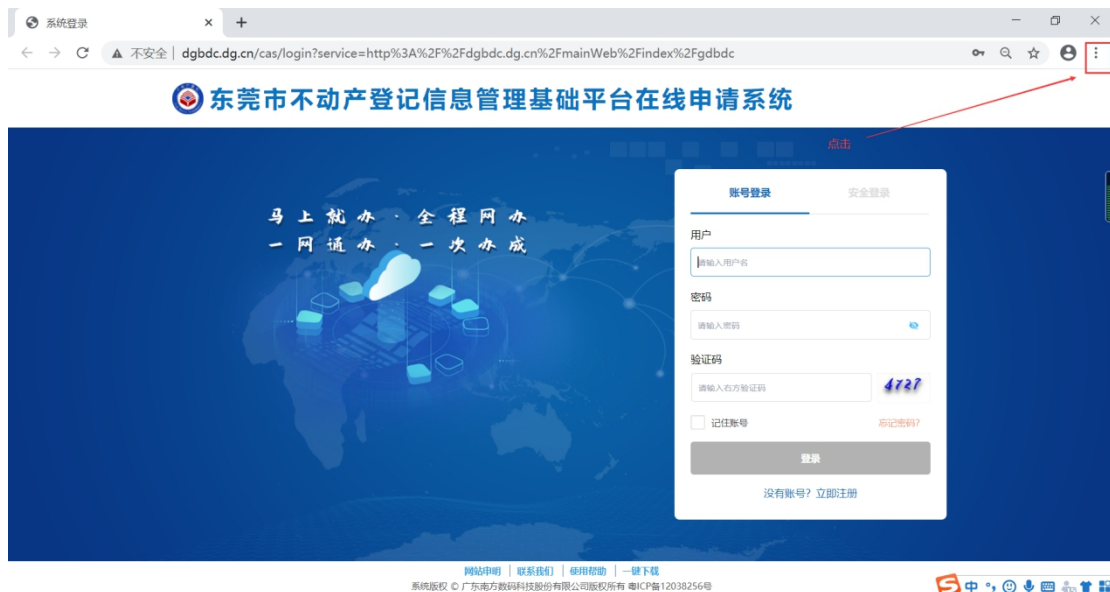 系统登录
不安全 | dgbdc.dg.cn/cas/login?service=http%3A%2F%2Fdgbdc.dg.cn%2FmainWeb%2Findex%2Fgdbdc
东莞市不动产登记信息管理基础平台在线申请系统
点击
马上就办·全程网办
一网通办·一次办成
账号登录 安全登录
用户
请输入用户名
密码
请输入密码
验证码
请输入右方验证码 4727
记住账号 忘记密码?
登录
没有账号? 立即注册
网站申明 | 联系我们 | 使用帮助 | 一键下载
系统版权 © 广东南方数码科技股份有限公司版权所有 粤ICP备12038256号
中